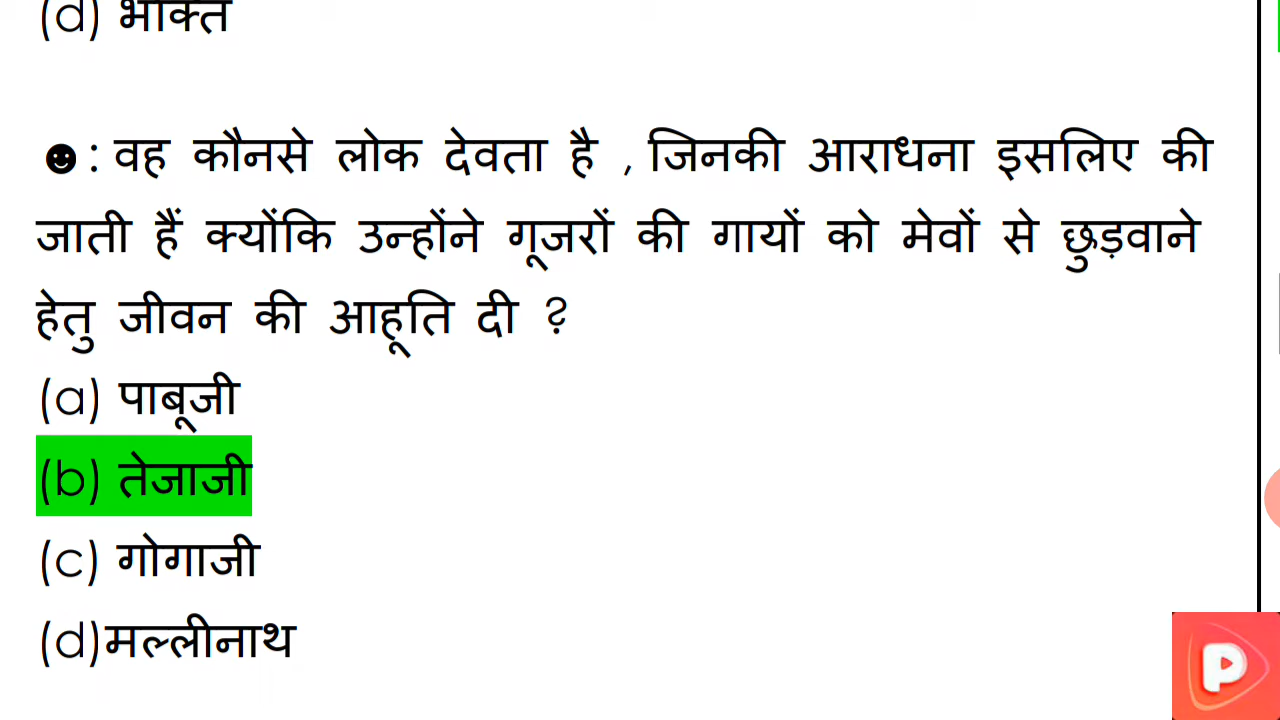 (d) भक्ति
☻: वह कौनसे लोक देवता है , जिनकी आराधना इसलिए की
जाती हैं क्योंकि उन्होंने गूजरों की गायों को मेवों से छुड़वाने
हेतु जीवन की आहूति दी ?
(a) पाबूजी
(b) तेजाजी
(c) गोगाजी
(d)मल्लीनाथ
P